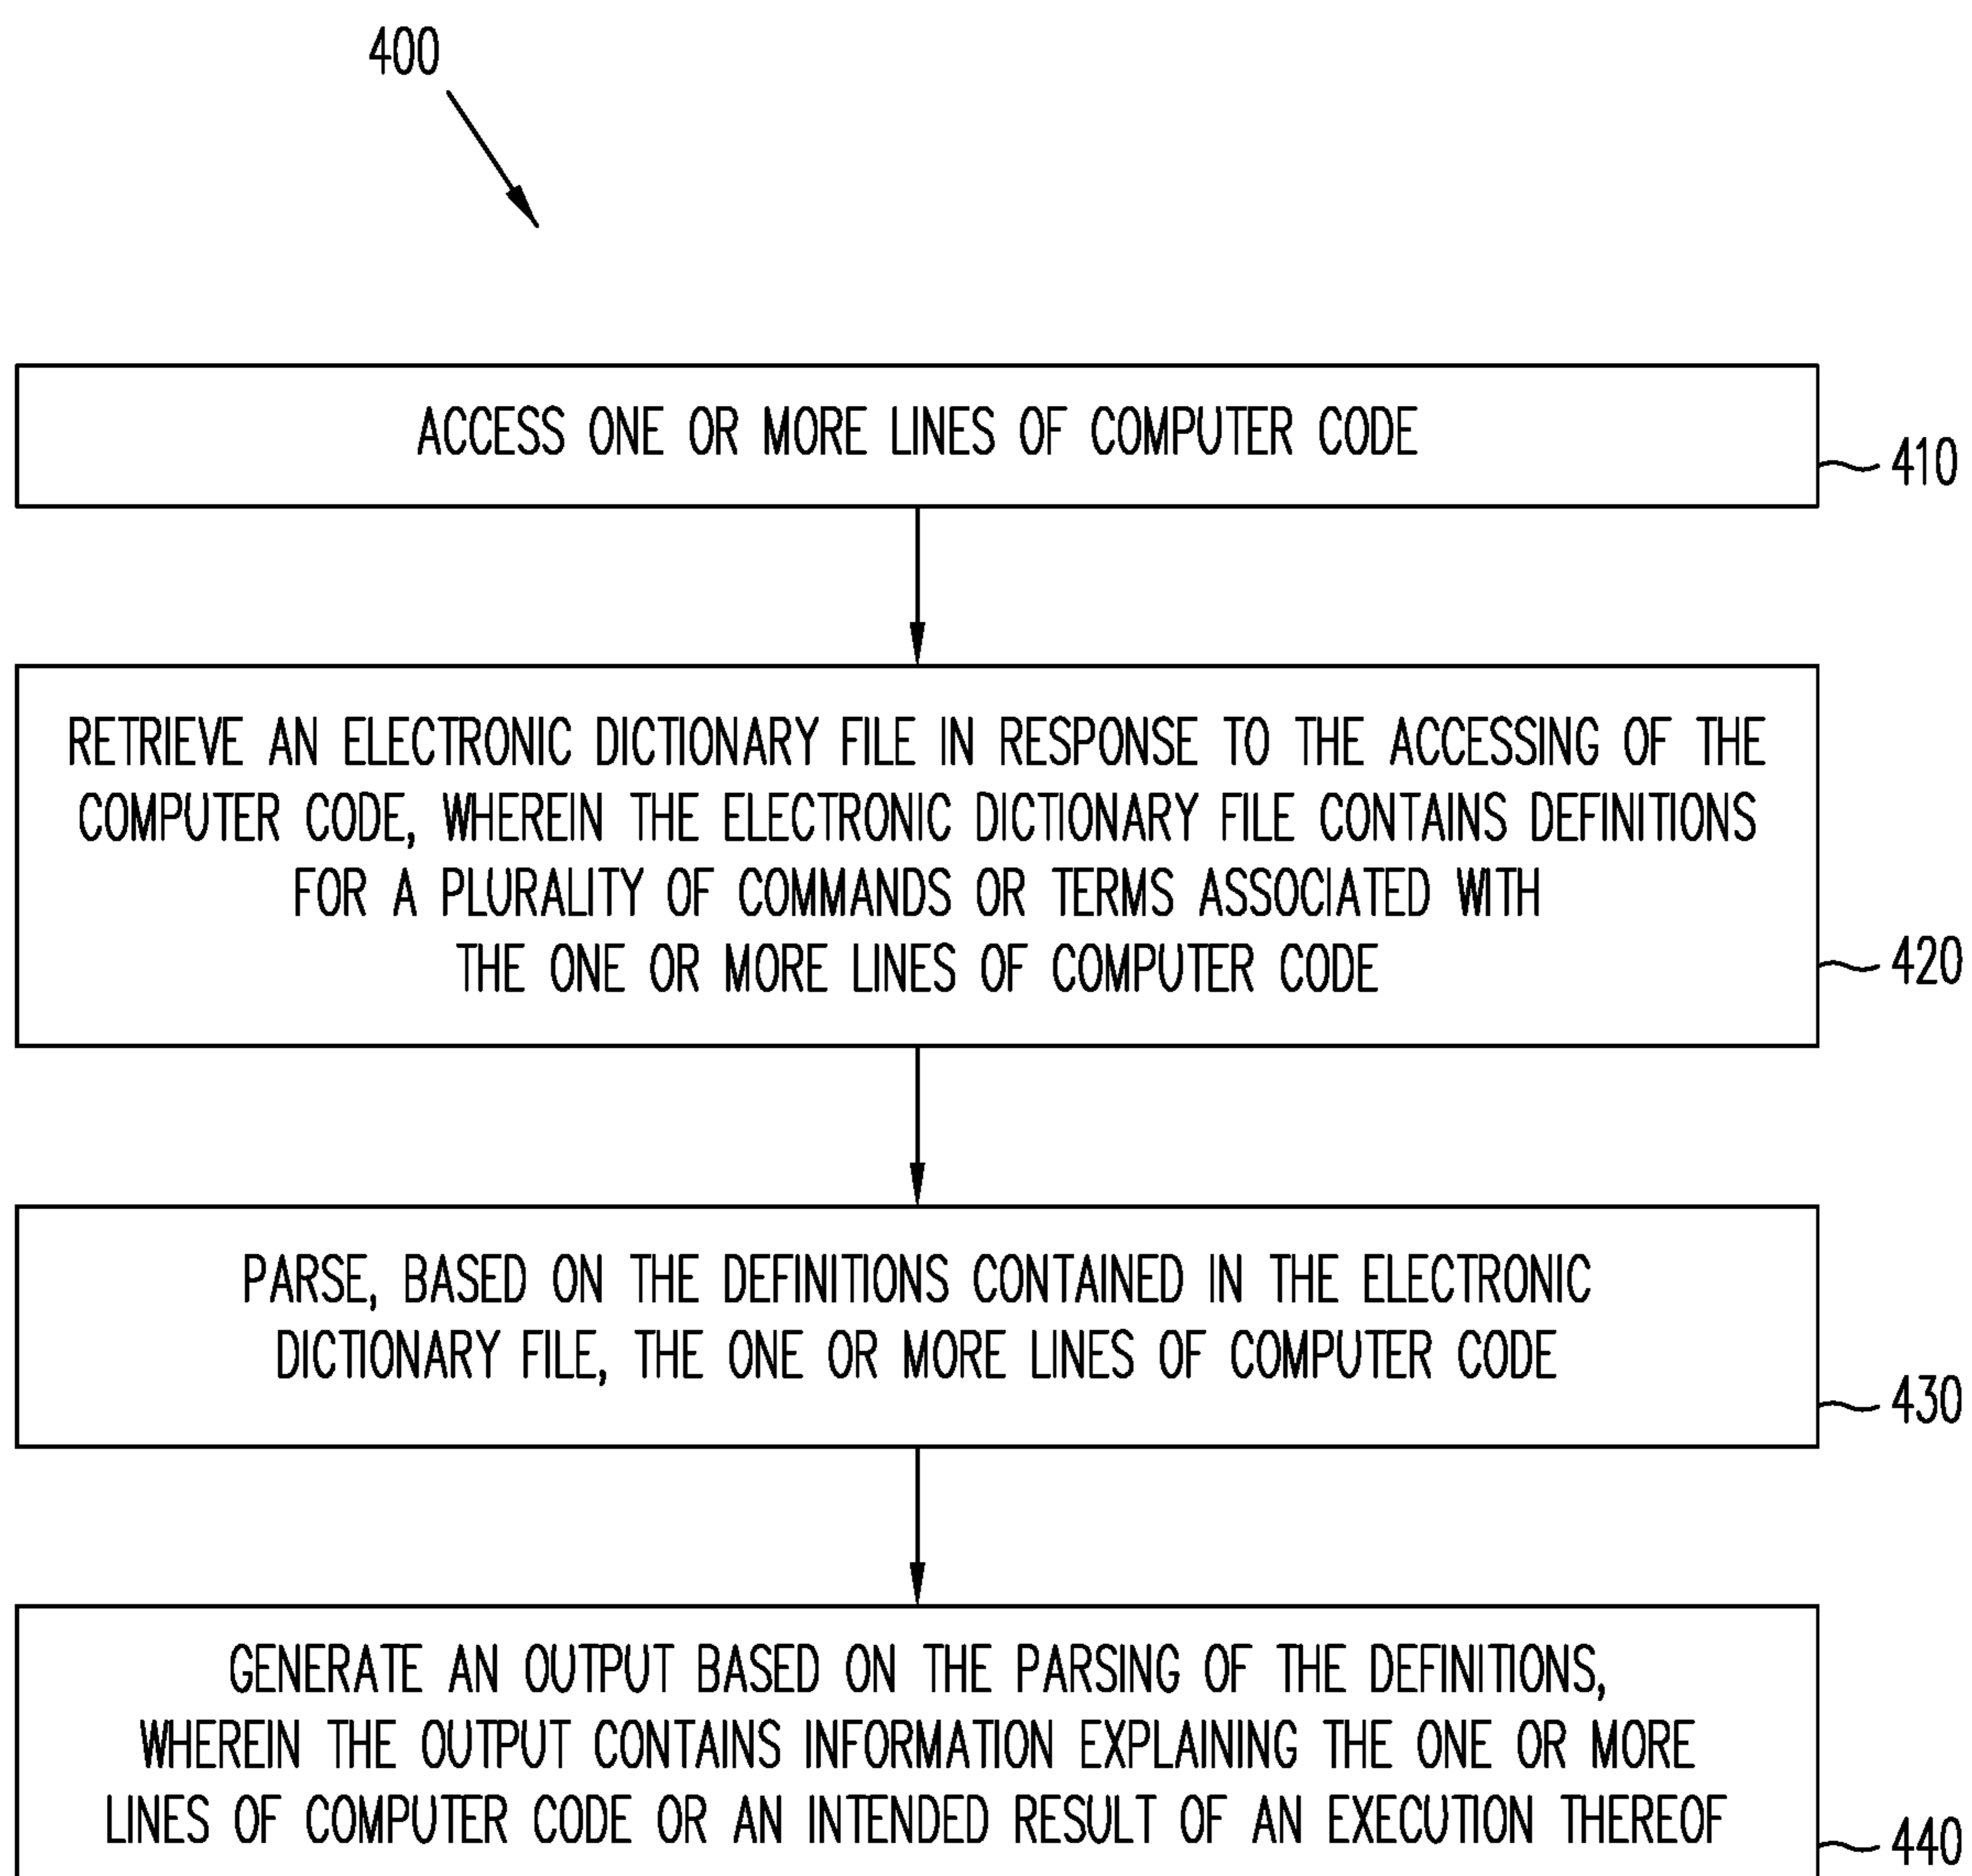 400
ACCESS ONE OR MORE LINES OF COMPUTER CODE
410
RETRIEVE AN ELECTRONIC DICTIONARY FILE IN RESPONSE TO THE ACCESSING OF THE
COMPUTER CODE, WHEREIN THE ELECTRONIC DICTIONARY FILE CONTAINS DEFINITIONS
FOR A PLURALITY OF COMMANDS OR TERMS ASSOCIATED WITH
THE ONE OR MORE LINES OF COMPUTER CODE
420
PARSE, BASED ON THE DEFINITIONS CONTAINED IN THE ELECTRONIC
DICTIONARY FILE, THE ONE OR MORE LINES OF COMPUTER CODE
430
GENERATE AN OUTPUT BASED ON THE PARSING OF THE DEFINITIONS,
WHEREIN THE OUTPUT CONTAINS INFORMATION EXPLAINING THE ONE OR MORE
LINES OF COMPUTER CODE OR AN INTENDED RESULT OF AN EXECUTION THEREOF
440